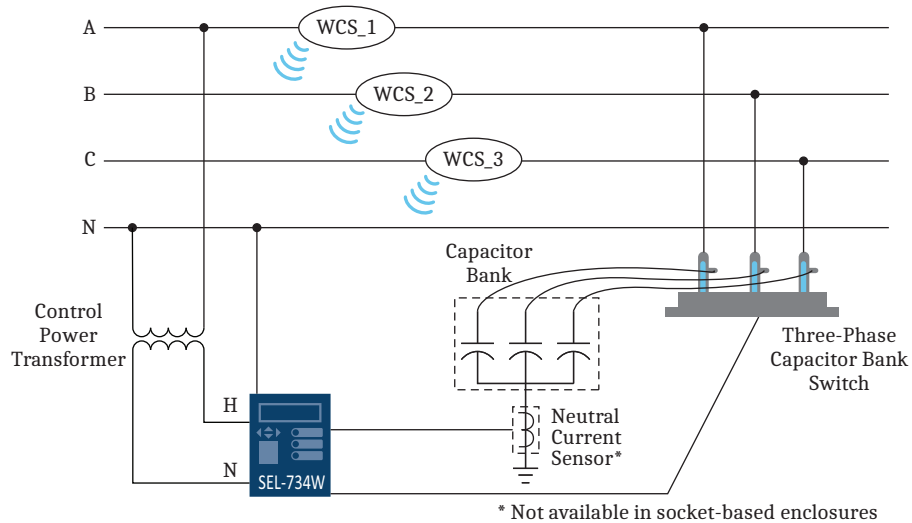 A
WCS_1
B
WCS_2
C
WCS_3
N
Capacitor
Bank
Control
Power
Transformer
Three-Phase
Capacitor Bank
Switch
H
N
SEL-734W
Neutral
Current
Sensor*
* Not available in socket-based enclosures